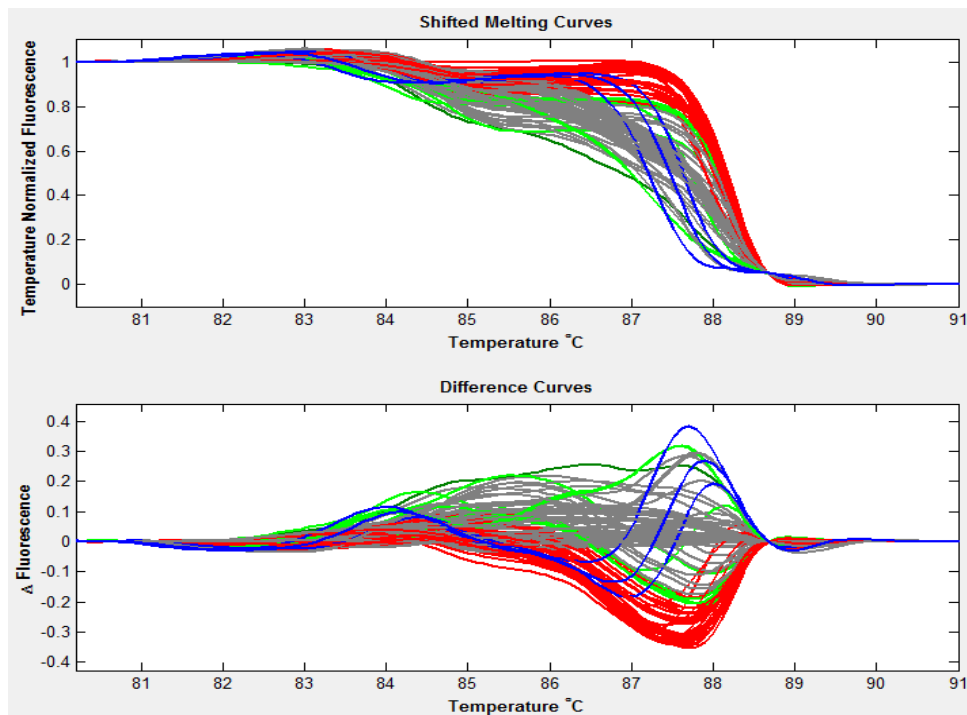 Shifted Melting Curves
Temperature Normalized Fluorescence
1
0.8
0.6
0.4
0.2
0
81 82 83 84 85 86 87 88 89 90 91
Temperature °C
Difference Curves
Δ Fluorescence
0.4
0.3
0.2
0.1
0
-0.1
-0.2
-0.3
-0.4
81 82 83 84 85 86 87 88 89 90 91
Temperature °C